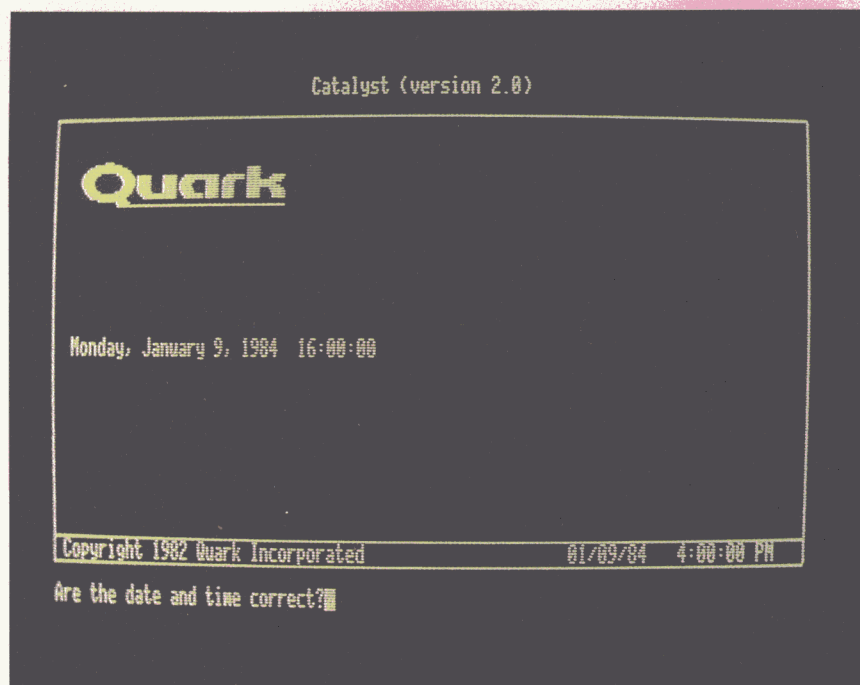 Catalyst (version 2.0)
Quark
Monday, January 9, 1984 16:00:00
Copyright 1982 Quark Incorporated 01/09/84 4:00:00 PM
Are the date and time correct?